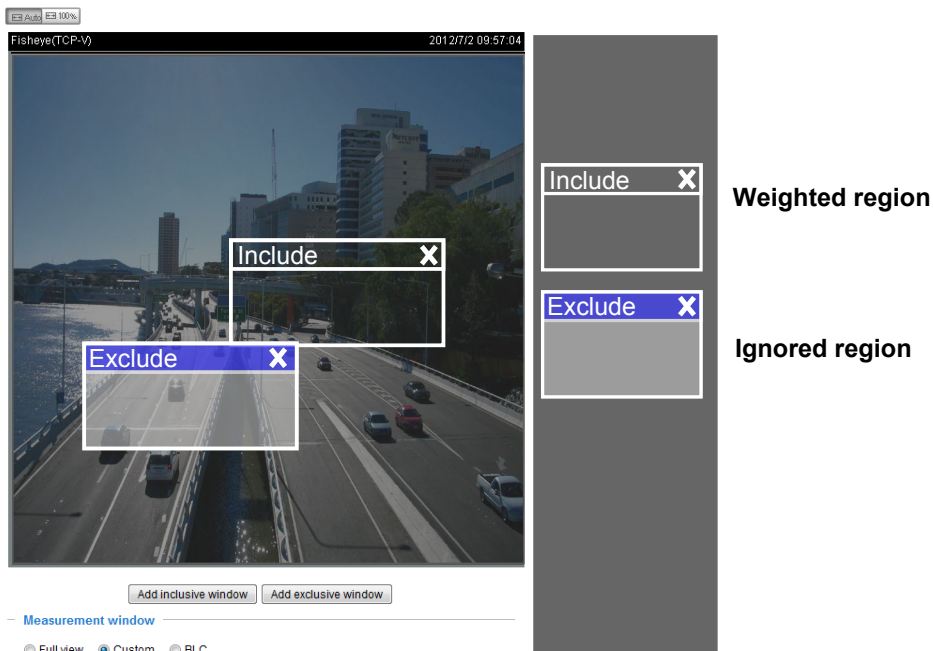 Auto 100%
Fisheye(TCP-V) 2012/7/2 09:57:04
Include
Weighted region
Include
Exclude
Ignored region
Exclude
Add inclusive window Add exclusive window
Measurement window
Full view Custom BLC